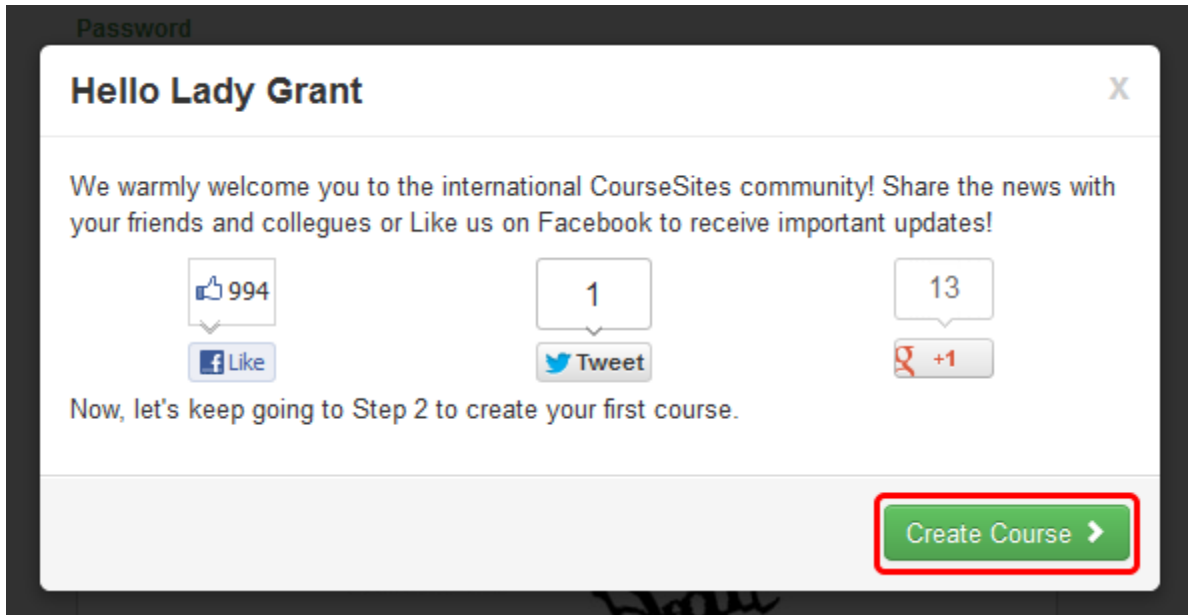 Password
Hello Lady Grant
X
We warmly welcome you to the international CourseSites community! Share the news with
your friends and collegues or Like us on Facebook to receive important updates!
994
1
13
Like
Tweet
+1
Now, let's keep going to Step 2 to create your first course.
Create Course